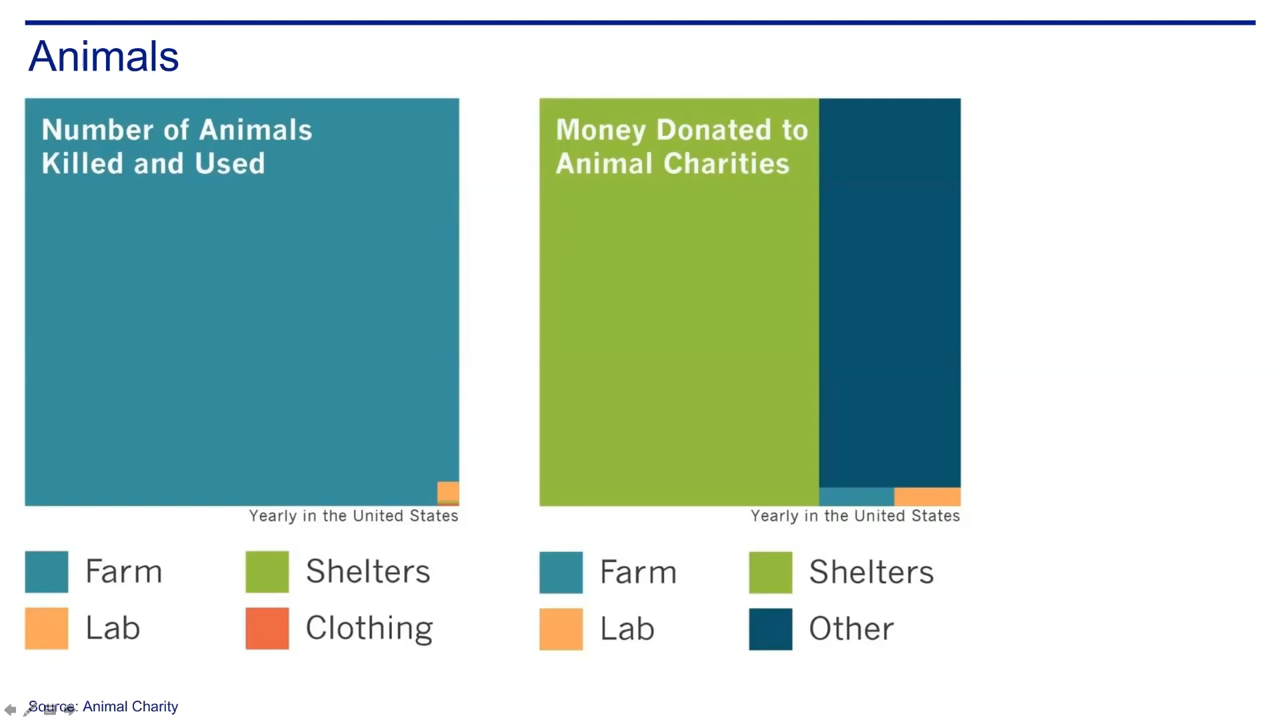 Animals
Number of Animals
Killed and Used
Yearly in the United States
Farm
Shelters
Lab
Clothing
Money Donated to
Animal Charities
Yearly in the United States
Farm
Shelters
Lab
Other
Source: Animal Charity